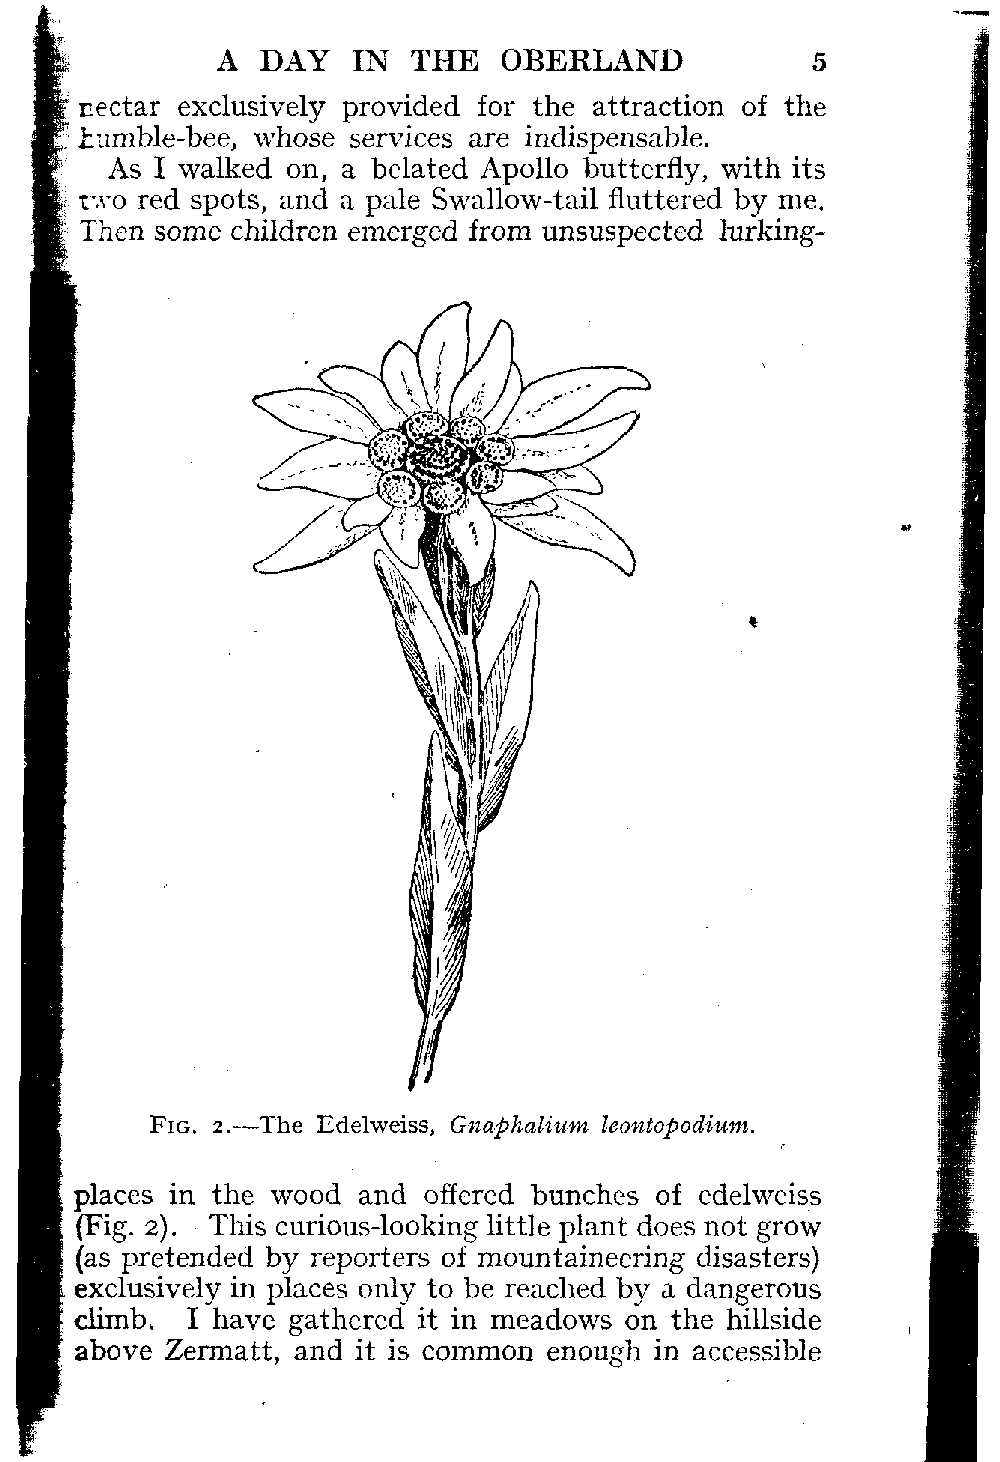 A DAY IN THE OBERLAND 5
nectar exclusively provided for the attraction of the
humble-bee, whose services are indispensable.
As I walked on, a belated Apollo butterfly, with its
two red spots, and a pale Swallow-tail fluttered by me.
Then some children emerged from unsuspected lurking-
FIG. 2.—The Edelweiss, Gnaphalium leontopodium.
places in the wood and offered bunches of edelweiss
(Fig. 2). This curious-looking little plant does not grow
(as pretended by reporters of mountaineering disasters)
exclusively in places only to be reached by a dangerous
climb. I have gathered it in meadows on the hillside
above Zermatt, and it is common enough in accessible